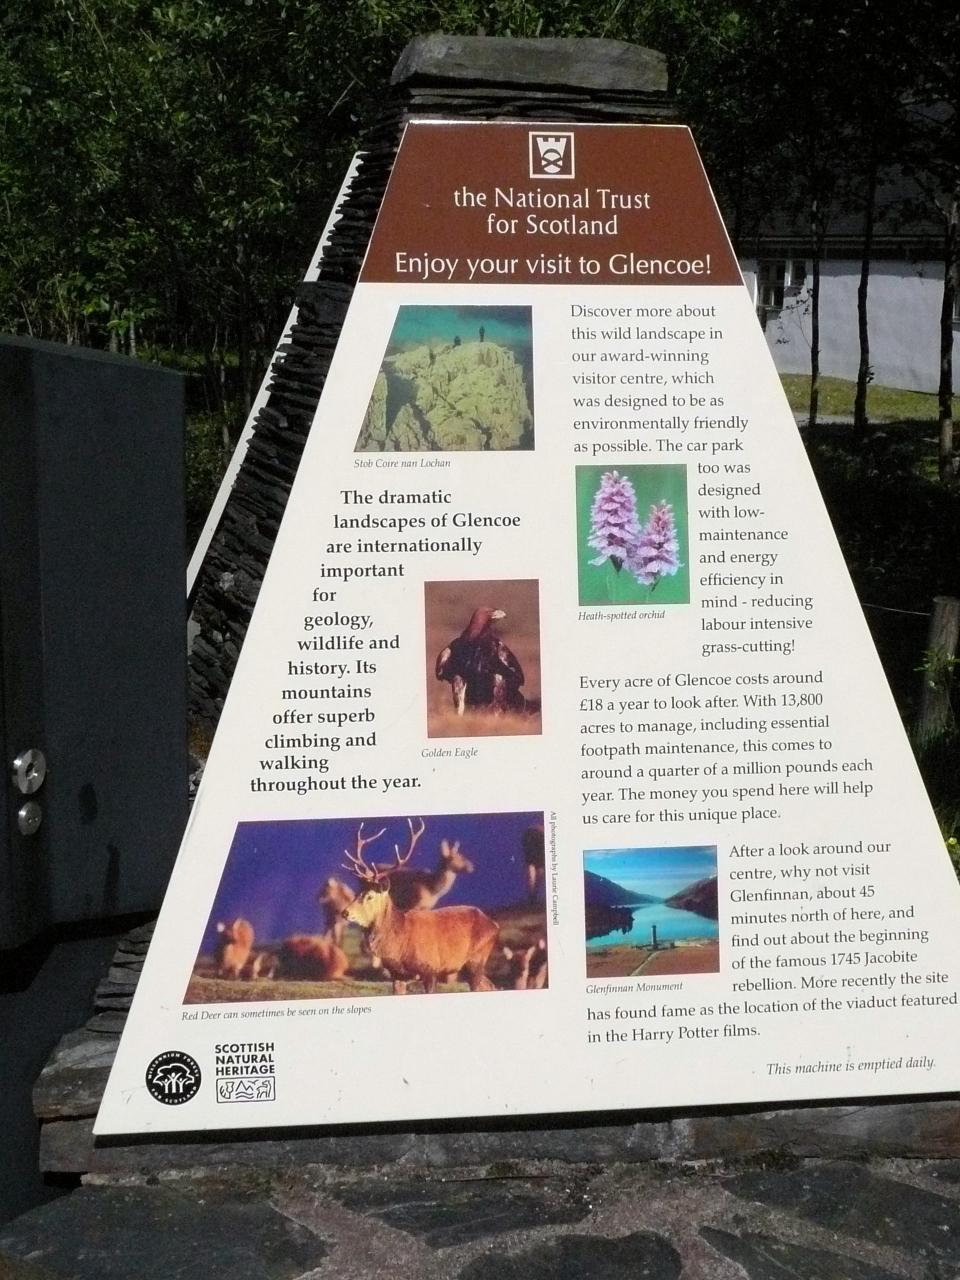 the National Trust
for Scotland
Enjoy your visit to Glencoe!
Stob Coire nan Lochan
The dramatic
landscapes of Glencoe
are internationally
important
for
geology,
wildlife and
history. Its
mountains
offer superb
climbing and
walking
throughout the year.
Golden Eagle
All photographs by Laurie Campbell
Red Deer can sometimes be seen on the slopes
Discover more about
this wild landscape in
our award-winning
visitor centre, which
was designed to be as
environmentally friendly
as possible. The car park
too was
designed
with low-
maintenance
and energy
efficiency in
mind - reducing
labour intensive
grass-cutting!
Heath-spotted orchid
Every acre of Glencoe costs around
£18 a year to look after. With 13,800
acres to manage, including essential
footpath maintenance, this comes to
around a quarter of a million pounds each
year. The money you spend here will help
us care for this unique place.
After a look around our
centre, why not visit
Glenfinnan, about 45
minutes north of here, and
find out about the beginning
of the famous 1745 Jacobite
rebellion. More recently the site
has found fame as the location of the viaduct featured
in the Harry Potter films.
Glenfinnan Monument
This machine is emptied daily.
MILLENNIUM FOREST
FOR SCOTLAND
SCOTTISH
NATURAL
HERITAGE